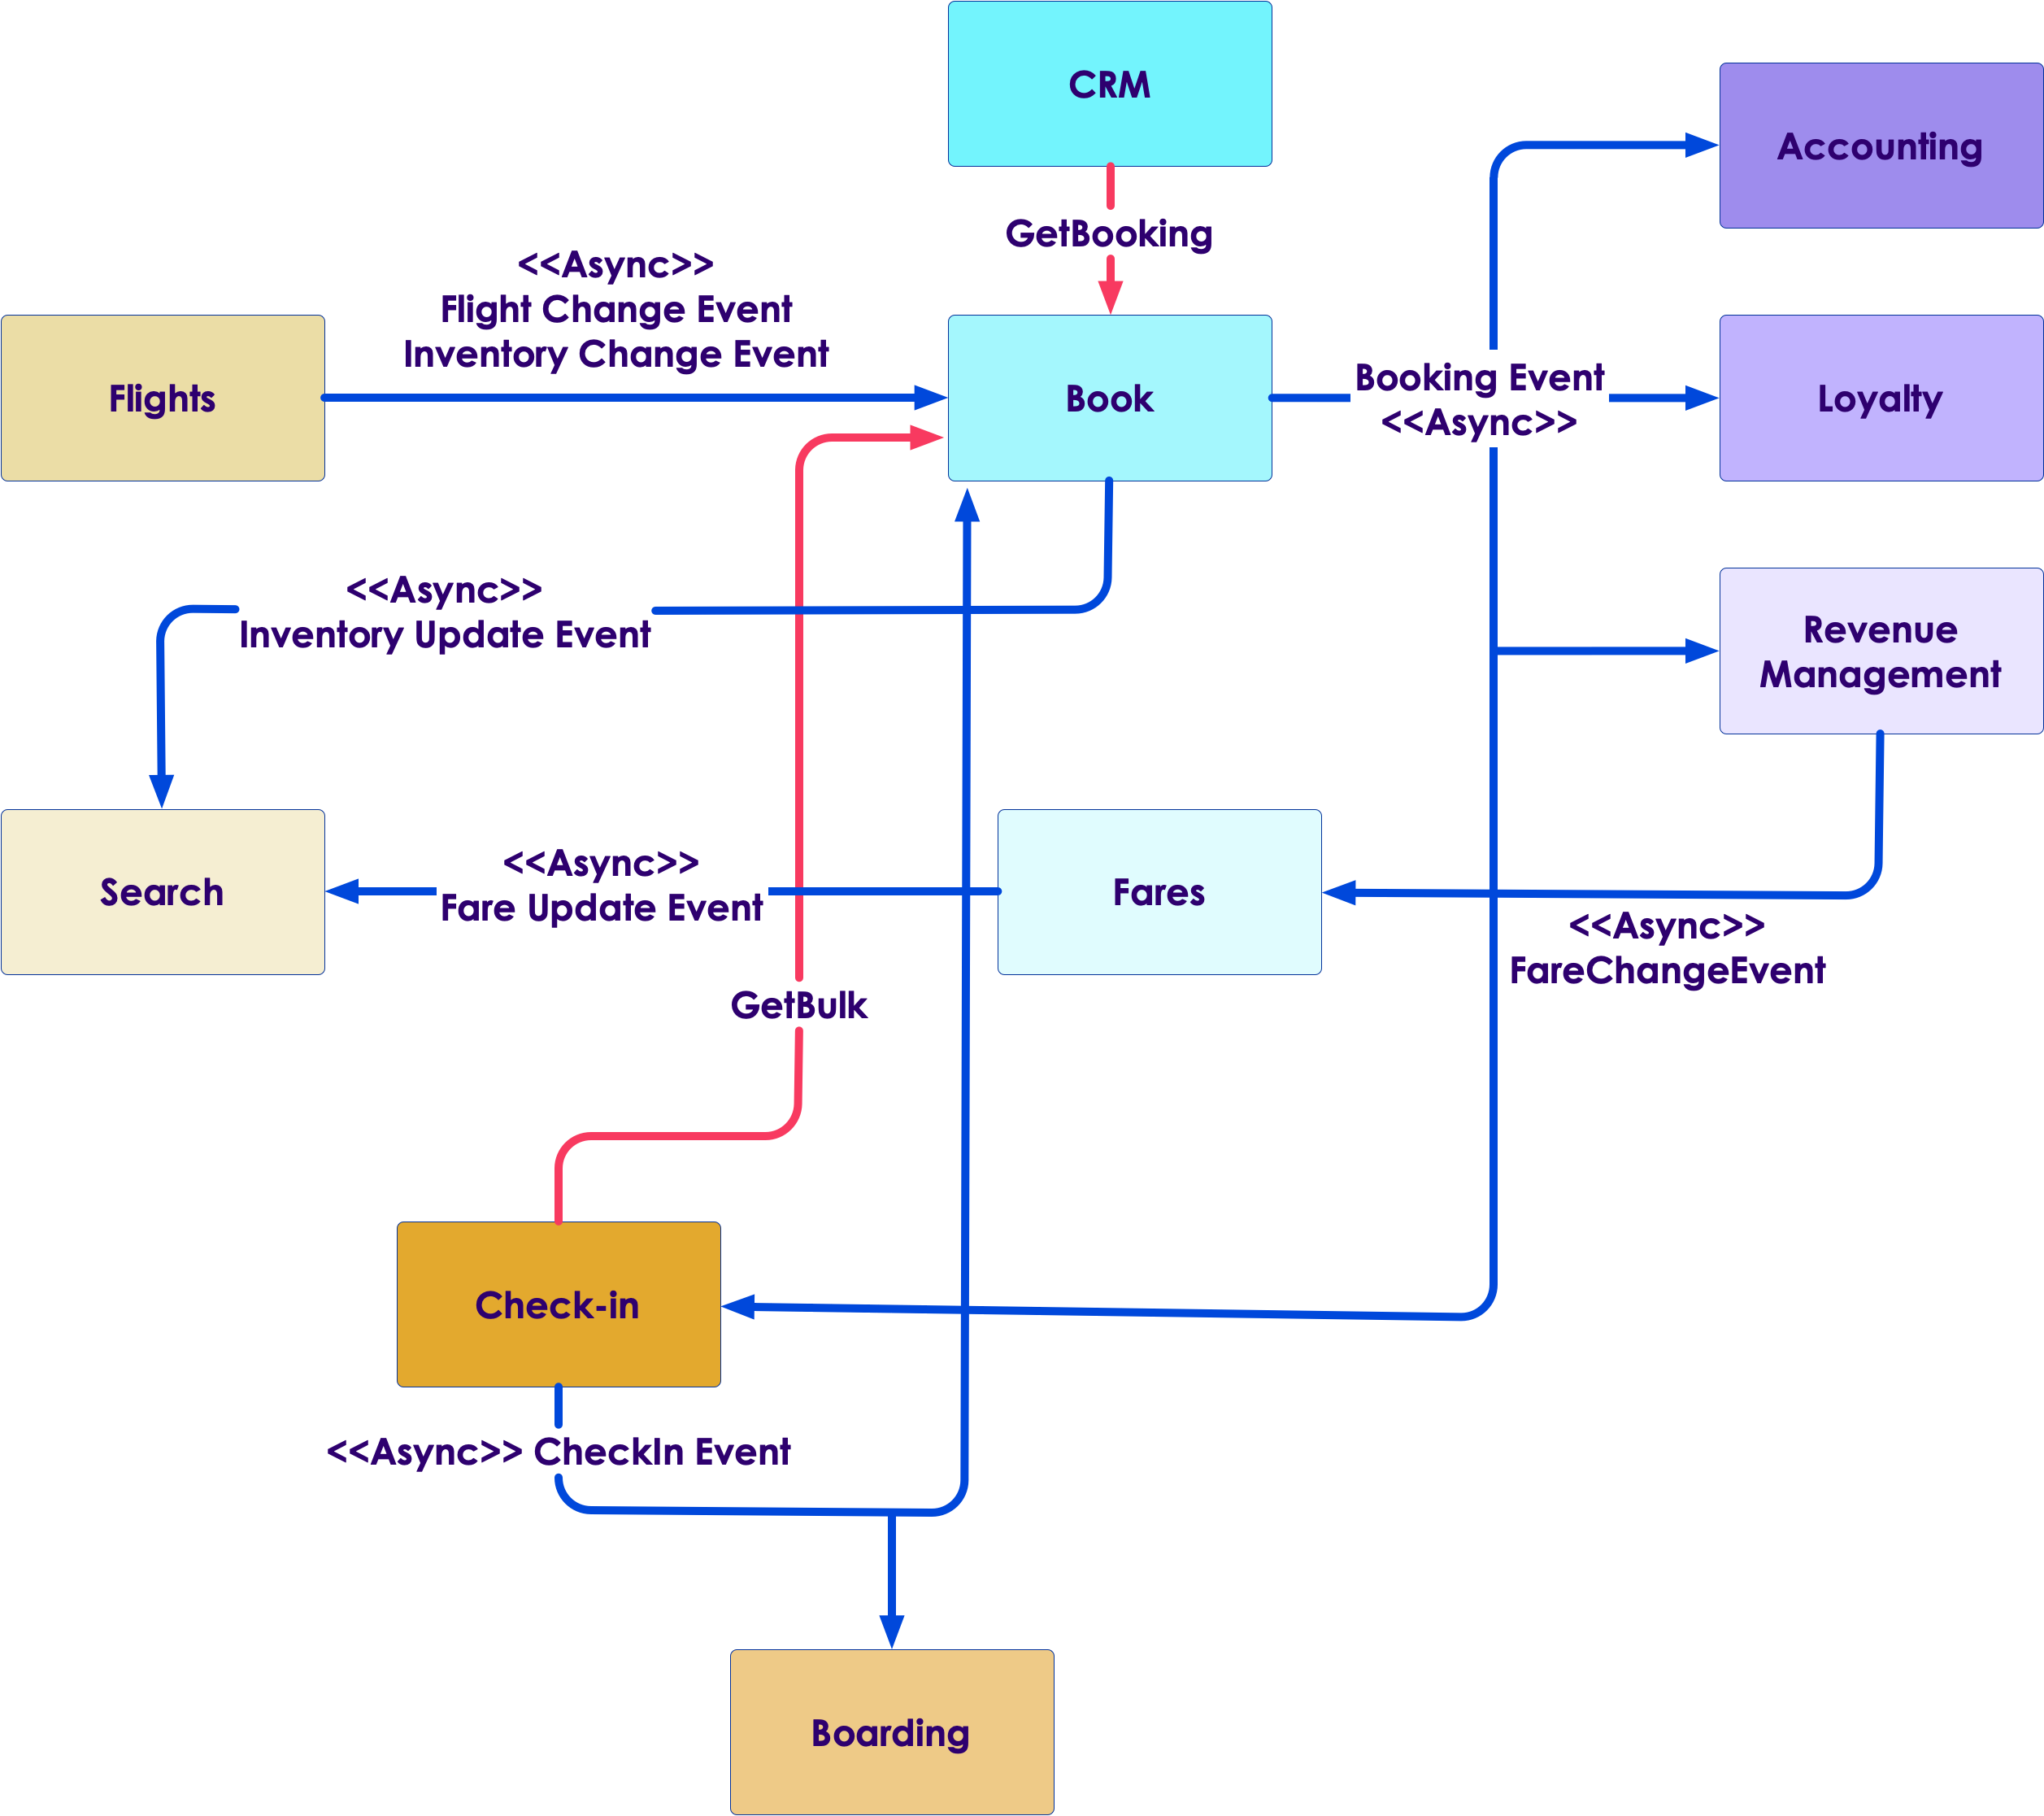 CRM
Accounting
GetBooking
<<Async>>
Flight Change Event
Inventory Change Event
Flights
Book
Booking Event
<<Async>>
Loyalty
<<Async>>
Inventory Update Event
Revenue
Management
Search
<<Async>>
Fare Update Event
Fares
<<Async>>
FareChangeEvent
GetBulk
Check-in
<<Async>> CheckIn Event
Boarding